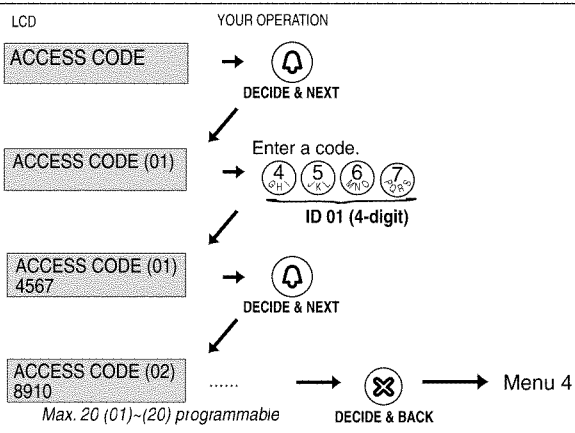 LCD YOUR OPERATION
ACCESS CODE
DECIDE & NEXT
ACCESS CODE (01)
Enter a code.
4 5 6 7
GHI JKL MNO PQRS
ID 01 (4-digit)
ACCESS CODE (01)
4567
DECIDE & NEXT
ACCESS CODE (02)
8910
......
Menu 4
Max. 20 (01)~(20) programmable
DECIDE & BACK